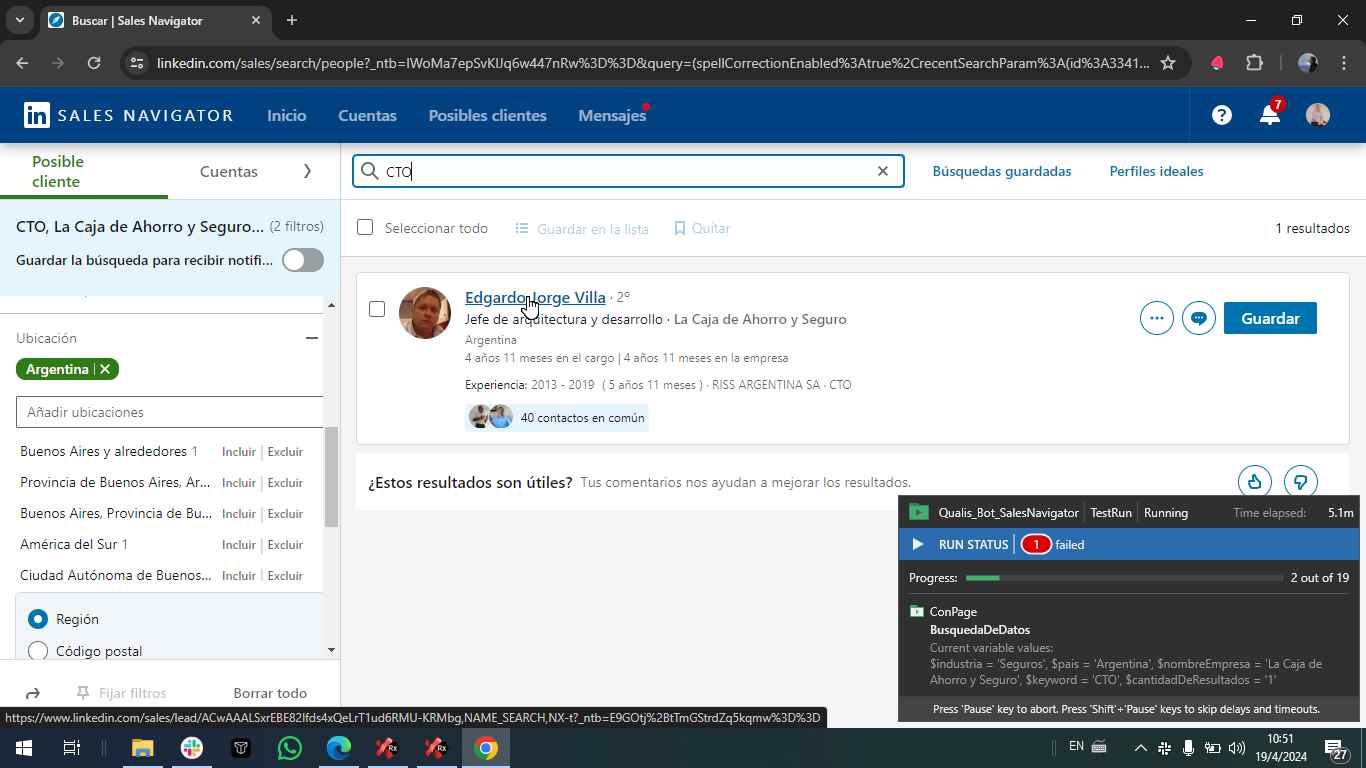 Buscar | Sales Navigator
linkedin.com/sales/search/people?_ntb=IWoMa7epSvKlJq6w447nRw%3D%3D&query=(spellCorrectionEnabled%3Atrue%2CrecentSearchParam%3A(id%3A3341...
in SALES NAVIGATOR
Inicio
Cuentas
Posibles clientes
Mensajes
7
Posible cliente
Cuentas
CTO
Búsquedas guardadas
Perfiles ideales
CTO, La Caja de Ahorro y Seguro... (2 filtros)
Guardar la búsqueda para recibir notifi...
Seleccionar todo
Guardar en la lista
Quitar
1 resultados
Ubicación
Argentina
Añadir ubicaciones
Buenos Aires y alrededores 1 Incluir Excluir
Provincia de Buenos Aires, Ar... Incluir Excluir
Buenos Aires, Provincia de Bu... Incluir Excluir
América del Sur 1 Incluir Excluir
Ciudad Autónoma de Buenos... Incluir Excluir
Región
Código postal
Fijar filtros
Borrar todo
Edgardo Jorge Villa · 2º
Jefe de arquitectura y desarrollo · La Caja de Ahorro y Seguro
Argentina
4 años 11 meses en el cargo | 4 años 11 meses en la empresa
Experiencia: 2013 - 2019 ( 5 años 11 meses ) · RISS ARGENTINA SA · CTO
40 contactos en común
Guardar
¿Estos resultados son útiles? Tus comentarios nos ayudan a mejorar los resultados.
Qualis_Bot_SalesNavigator TestRun Running Time elapsed: 5.1m
RUN STATUS 1 failed
Progress: 2 out of 19
ConPage
BusquedaDeDatos
Current variable values:
$industria = 'Seguros', $pais = 'Argentina', $nombreEmpresa = 'La Caja de
Ahorro y Seguro', $keyword = 'CTO', $cantidadDeResultados = '1'
Press 'Pause' key to abort. Press 'Shift'+'Pause' keys to skip delays and timeouts.
https://www.linkedin.com/sales/lead/ACwAAALSxrEBE82Ifds4xQeLrT1ud6RMU-KRMbg,NAME_SEARCH,NX-t?_ntb=E9GOtj%2BtTmGStrdZq5kqmw%3D%3D
Rx
Rx
EN
10:51
19/4/2024
27